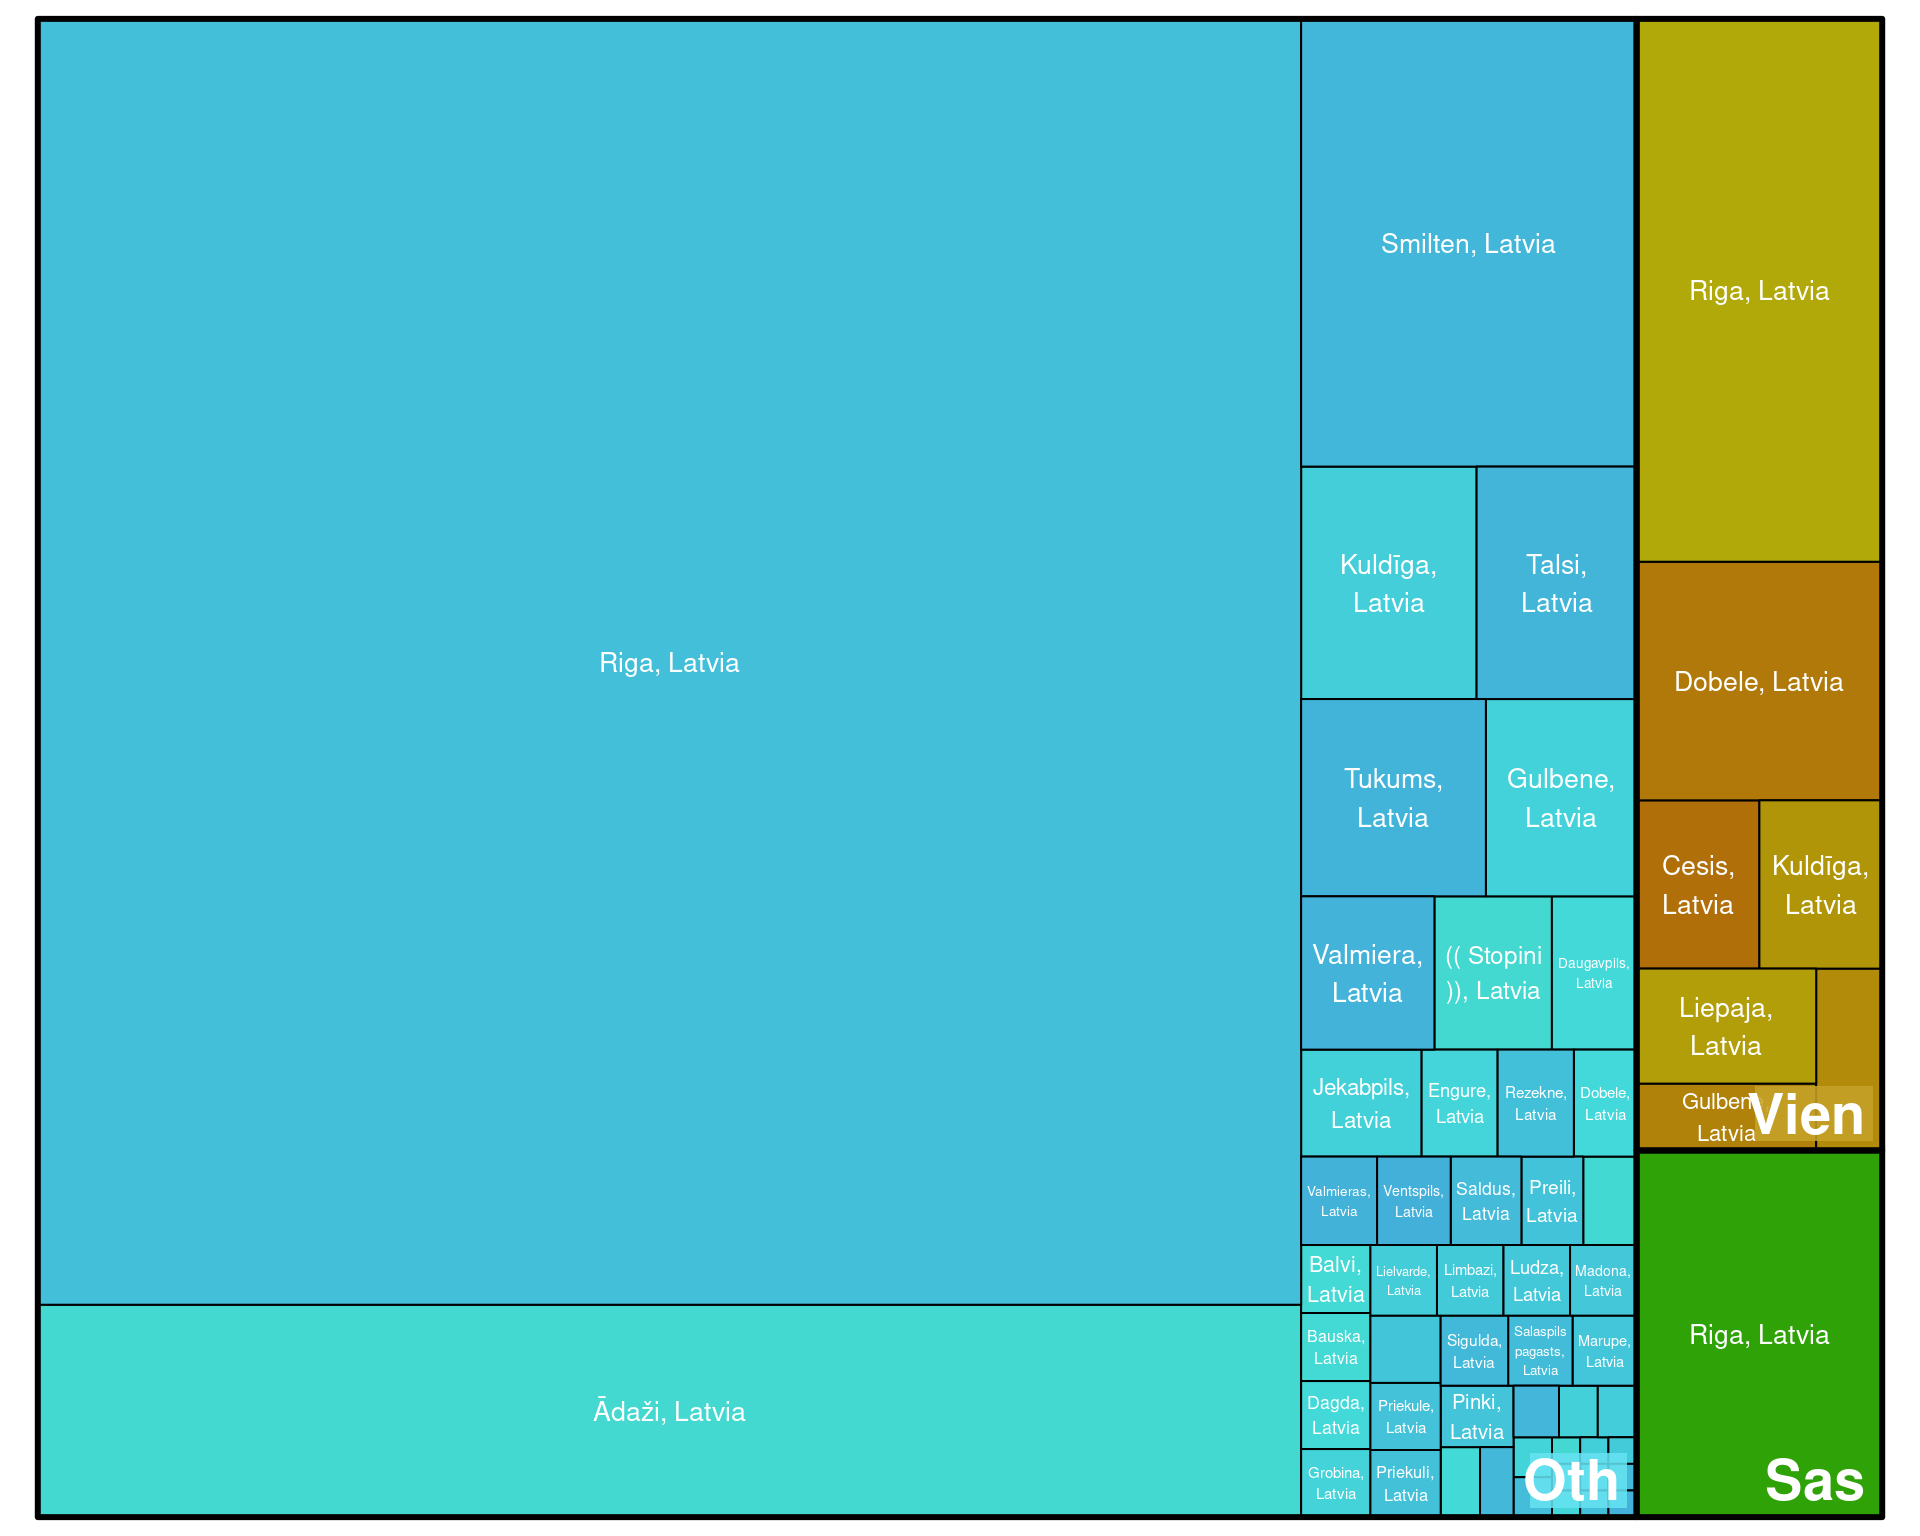 Riga, Latvia
Ādaži, Latvia
Smilten, Latvia
Kuldīga,
Latvia
Talsi,
Latvia
Tukums,
Latvia
Gulbene,
Latvia
Valmiera,
Latvia
(( Stopini
)), Latvia
Daugavpils,
Latvia
Jekabpils,
Latvia
Engure,
Latvia
Rezekne,
Latvia
Dobele,
Latvia
Valmieras,
Latvia
Ventspils,
Latvia
Saldus,
Latvia
Preili,
Latvia
Balvi,
Latvia
Lielvarde,
Latvia
Limbazi,
Latvia
Ludza,
Latvia
Madona,
Latvia
Bauska,
Latvia
Sigulda,
Latvia
Salaspils
pagasts,
Latvia
Marupe,
Latvia
Dagda,
Latvia
Priekule,
Latvia
Pinki,
Latvia
Grobina,
Latvia
Priekuli,
Latvia
Oth
Riga, Latvia
Dobele, Latvia
Cesis,
Latvia
Kuldīga,
Latvia
Liepaja,
Latvia
Latvia
Vien
Riga, Latvia
Sas